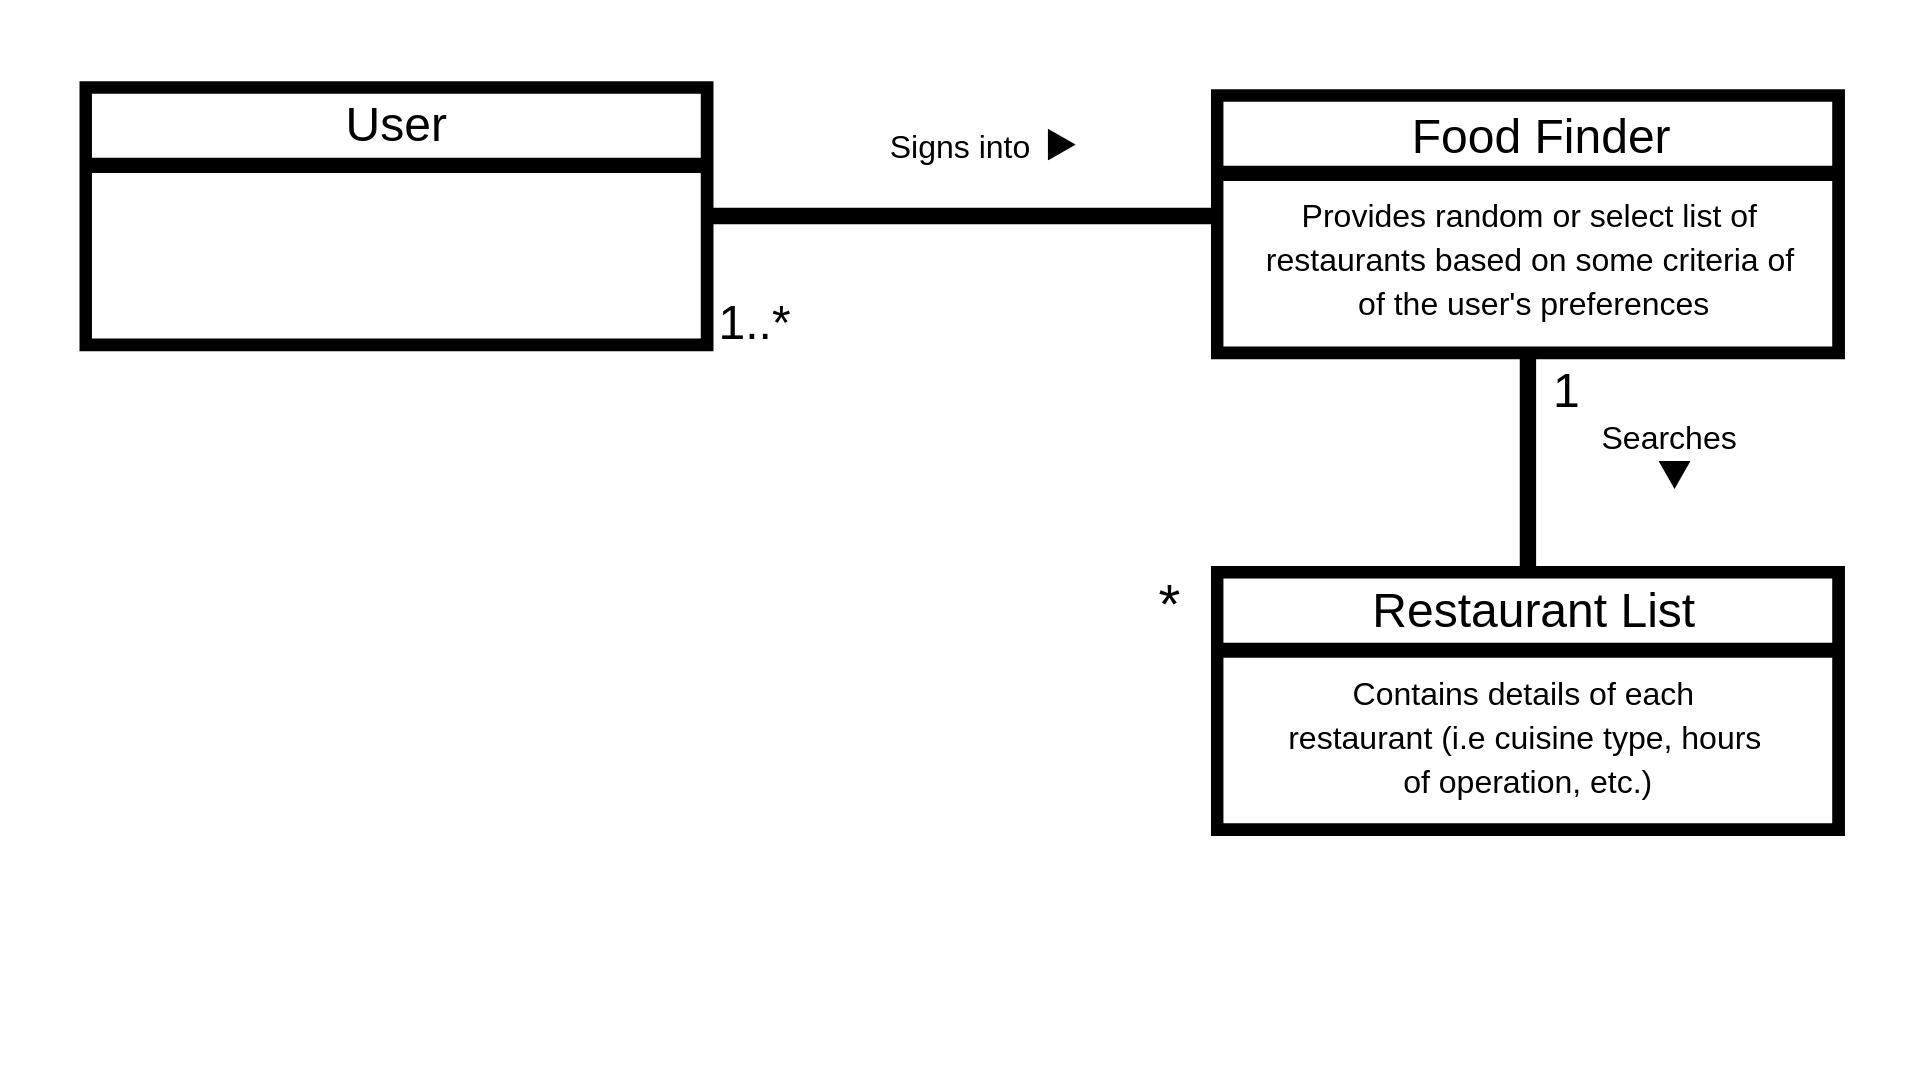 User
Signs into
Food Finder
Provides random or select list of
restaurants based on some criteria of
of the user's preferences
1..*
1
Searches
*
Restaurant List
Contains details of each
restaurant (i.e cuisine type, hours
of operation, etc.)